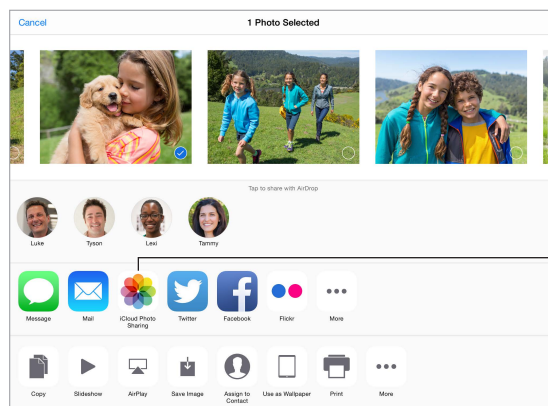 Cancel
1 Photo Selected
Tap to share with AirDrop
Luke
Tyson
Lexi
Tammy
Message
Mail
iCloud Photo
Sharing
Twitter
Facebook
Flickr
More
Copy
Slideshow
AirPlay
Save Image
Assign to
Contact
Use as Wallpaper
Print
More